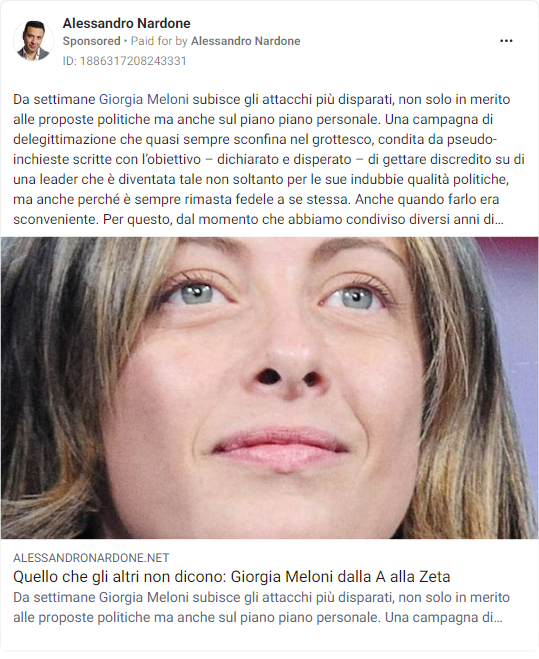 Alessandro Nardone
Sponsored • Paid for by Alessandro Nardone
ID: 1886317208243331
Da settimane Giorgia Meloni subisce gli attacchi più disparati, non solo in merito
alle proposte politiche ma anche sul piano piano personale. Una campagna di
delegittimazione che quasi sempre sconfina nel grottesco, condita da pseudo-
inchieste scritte con l'obiettivo – dichiarato e disperato – di gettare discredito su di
una leader che è diventata tale non soltanto per le sue indubbie qualità politiche,
ma anche perché è sempre rimasta fedele a se stessa. Anche quando farlo era
sconveniente. Per questo, dal momento che abbiamo condiviso diversi anni di...
ALESSANDRONARDONE.NET
Quello che gli altri non dicono: Giorgia Meloni dalla A alla Zeta
Da settimane Giorgia Meloni subisce gli attacchi più disparati, non solo in merito
alle proposte politiche ma anche sul piano piano personale. Una campagna di...